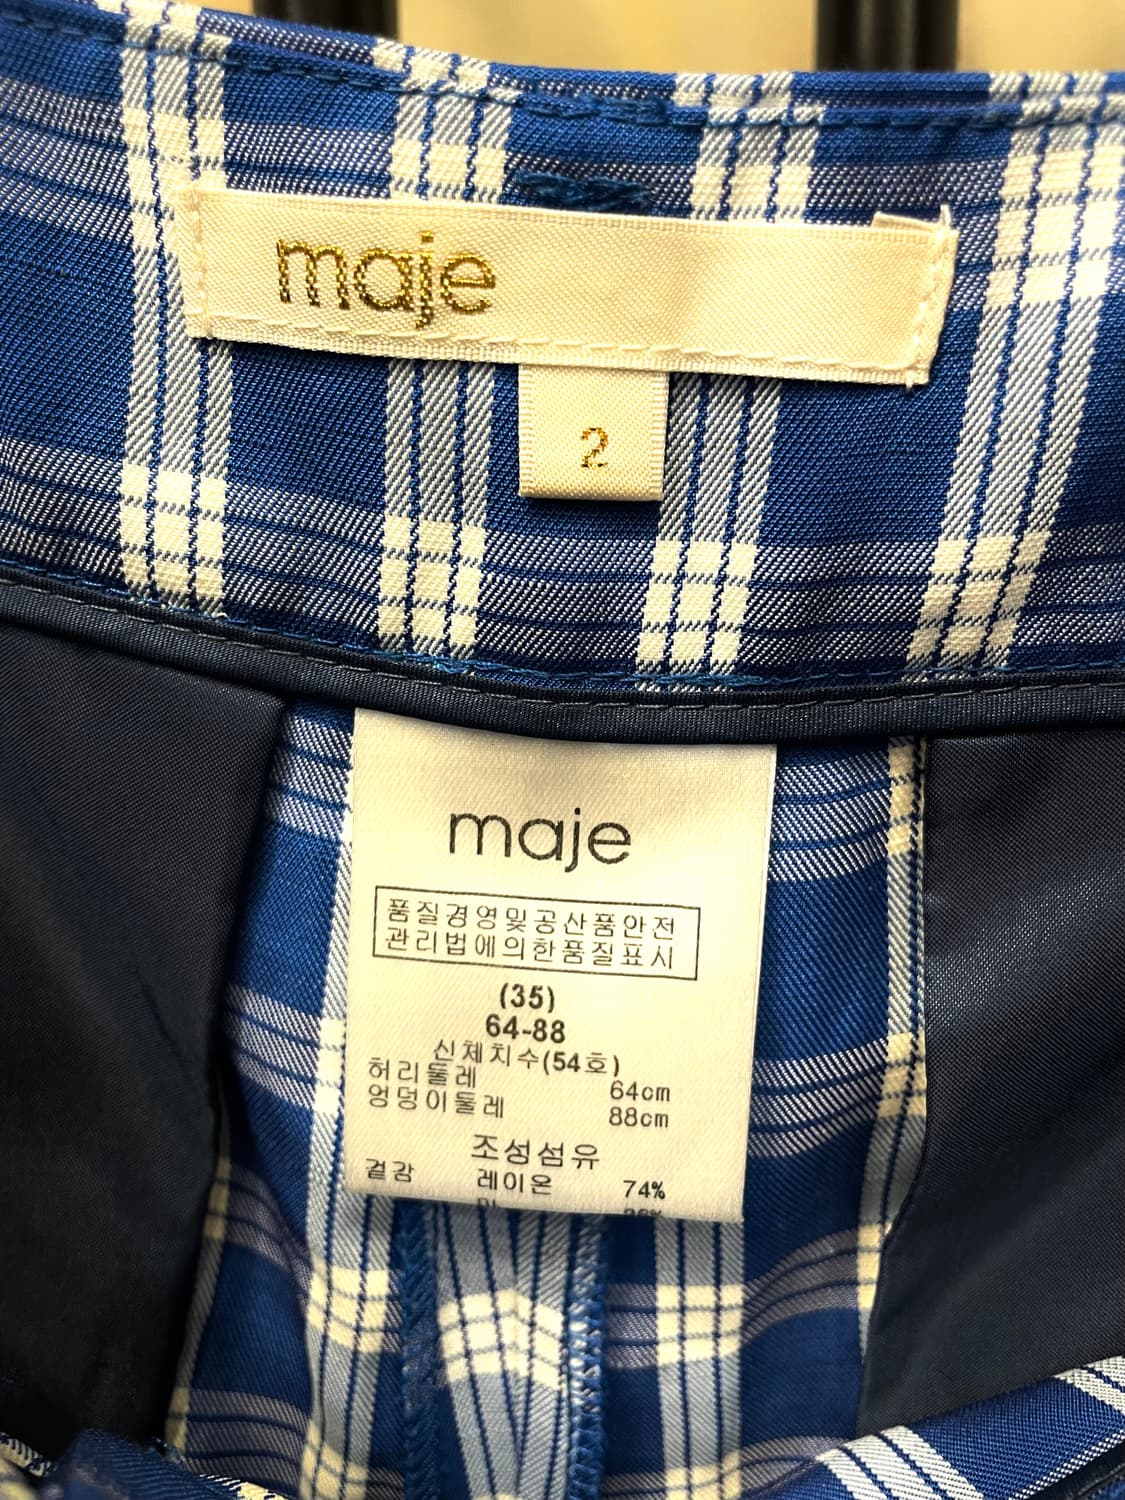 maje
2
maje
품질경영및공산품안전
관리법에의한품질표시
(35)
64-88
신체치수(54호)
허리둘레 64cm
엉덩이둘레 88cm
조성섬유
겉감 레이온 74%